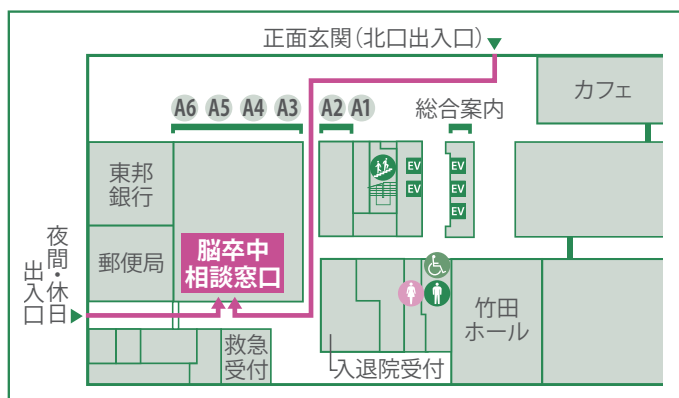 正面玄関（北口出入口）
カフェ
A6 A5 A4 A3 A2 A1
総合案内
EV
EV
EV
EV
EV
東邦
銀行
郵便局
脳卒中
相談窓口
夜間・休日
出入口
救急
受付
入退院受付
竹田
ホール